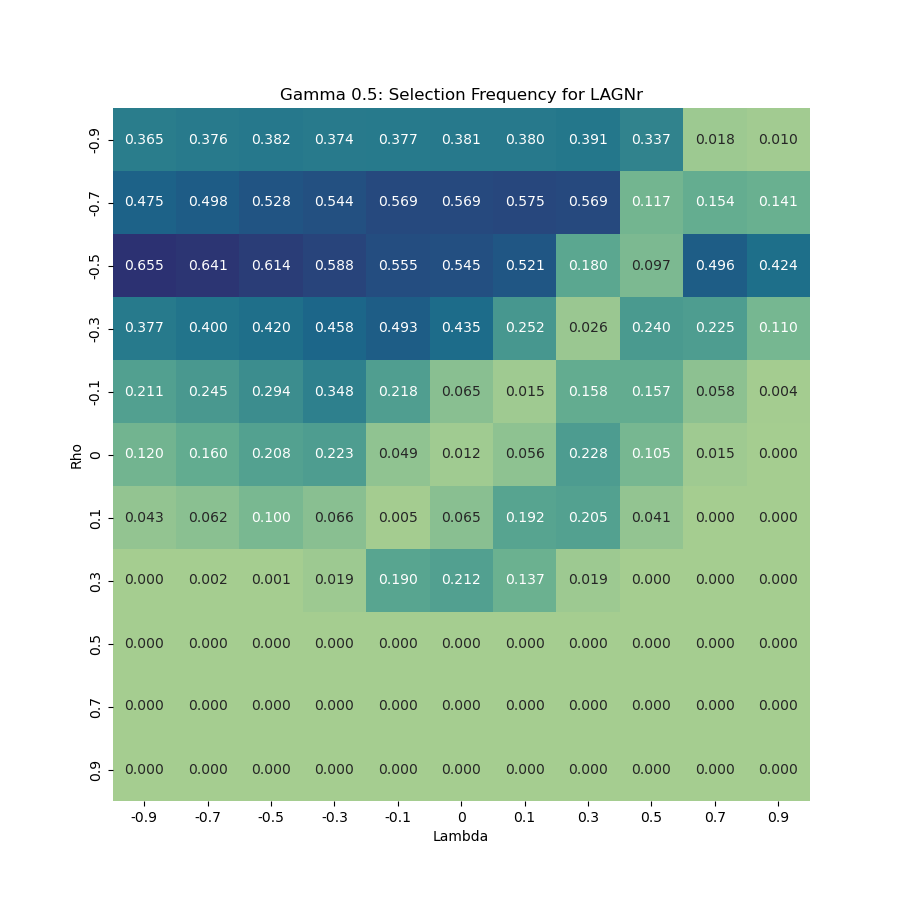 Gamma 0.5: Selection Frequency for LAGNr
-0.9 0.365 0.376 0.382 0.374 0.377 0.381 0.380 0.391 0.337 0.018 0.010
-0.7 0.475 0.498 0.528 0.544 0.569 0.569 0.575 0.569 0.117 0.154 0.141
-0.5 0.655 0.641 0.614 0.588 0.555 0.545 0.521 0.180 0.097 0.496 0.424
-0.3 0.377 0.400 0.420 0.458 0.493 0.435 0.252 0.026 0.240 0.225 0.110
-0.1 0.211 0.245 0.294 0.348 0.218 0.065 0.015 0.158 0.157 0.058 0.004
Rho
0 0.120 0.160 0.208 0.223 0.049 0.012 0.056 0.228 0.105 0.015 0.000
0.1 0.043 0.062 0.100 0.066 0.005 0.065 0.192 0.205 0.041 0.000 0.000
0.3 0.000 0.002 0.001 0.019 0.190 0.212 0.137 0.019 0.000 0.000 0.000
0.5 0.000 0.000 0.000 0.000 0.000 0.000 0.000 0.000 0.000 0.000 0.000
0.7 0.000 0.000 0.000 0.000 0.000 0.000 0.000 0.000 0.000 0.000 0.000
0.9 0.000 0.000 0.000 0.000 0.000 0.000 0.000 0.000 0.000 0.000 0.000
-0.9 -0.7 -0.5 -0.3 -0.1 0 0.1 0.3 0.5 0.7 0.9
Lambda